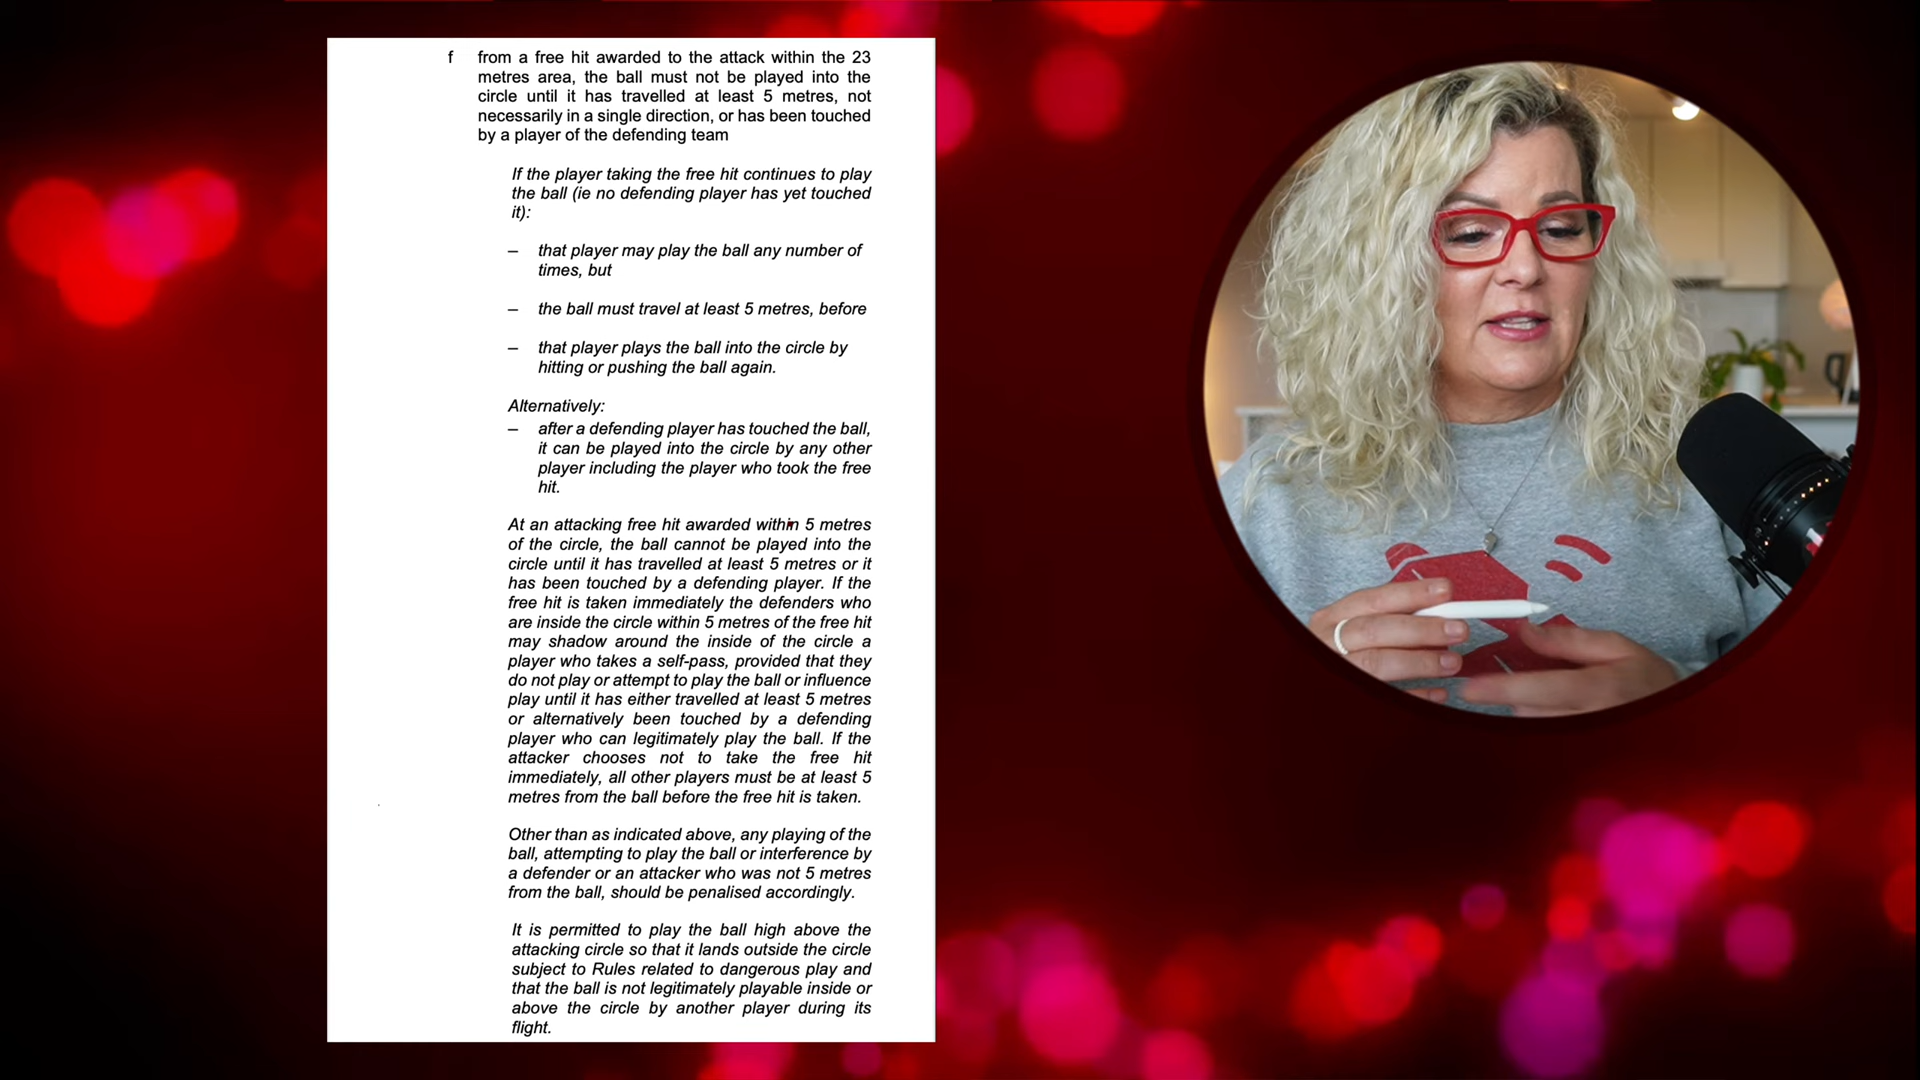 f from a free hit awarded to the attack within the 23
metres area, the ball must not be played into the
circle until it has travelled at least 5 metres, not
necessarily in a single direction, or has been touched
by a player of the defending team
If the player taking the free hit continues to play
the ball (ie no defending player has yet touched
it):
– that player may play the ball any number of
times, but
– the ball must travel at least 5 metres, before
– that player plays the ball into the circle by
hitting or pushing the ball again.
Alternatively:
– after a defending player has touched the ball,
it can be played into the circle by any other
player including the player who took the free
hit.
At an attacking free hit awarded within 5 metres
of the circle, the ball cannot be played into the
circle until it has travelled at least 5 metres or it
has been touched by a defending player. If the
free hit is taken immediately the defenders who
are inside the circle within 5 metres of the free hit
may shadow around the inside of the circle a
player who takes a self-pass, provided that they
do not play or attempt to play the ball or influence
play until it has either travelled at least 5 metres
or alternatively been touched by a defending
player who can legitimately play the ball. If the
attacker chooses not to take the free hit
immediately, all other players must be at least 5
metres from the ball before the free hit is taken.
Other than as indicated above, any playing of the
ball, attempting to play the ball or interference by
a defender or an attacker who was not 5 metres
from the ball, should be penalised accordingly.
It is permitted to play the ball high above the
attacking circle so that it lands outside the circle
subject to Rules related to dangerous play and
that the ball is not legitimately playable inside or
above the circle by another player during its
flight.